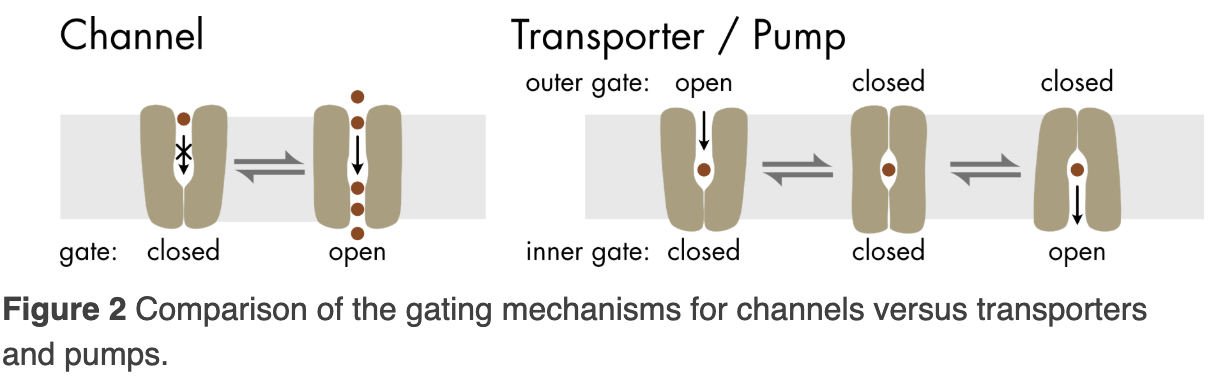 Channel
Transporter / Pump
outer gate: open closed closed
gate: closed open
inner gate: closed closed open
Figure 2 Comparison of the gating mechanisms for channels versus transporters
and pumps.